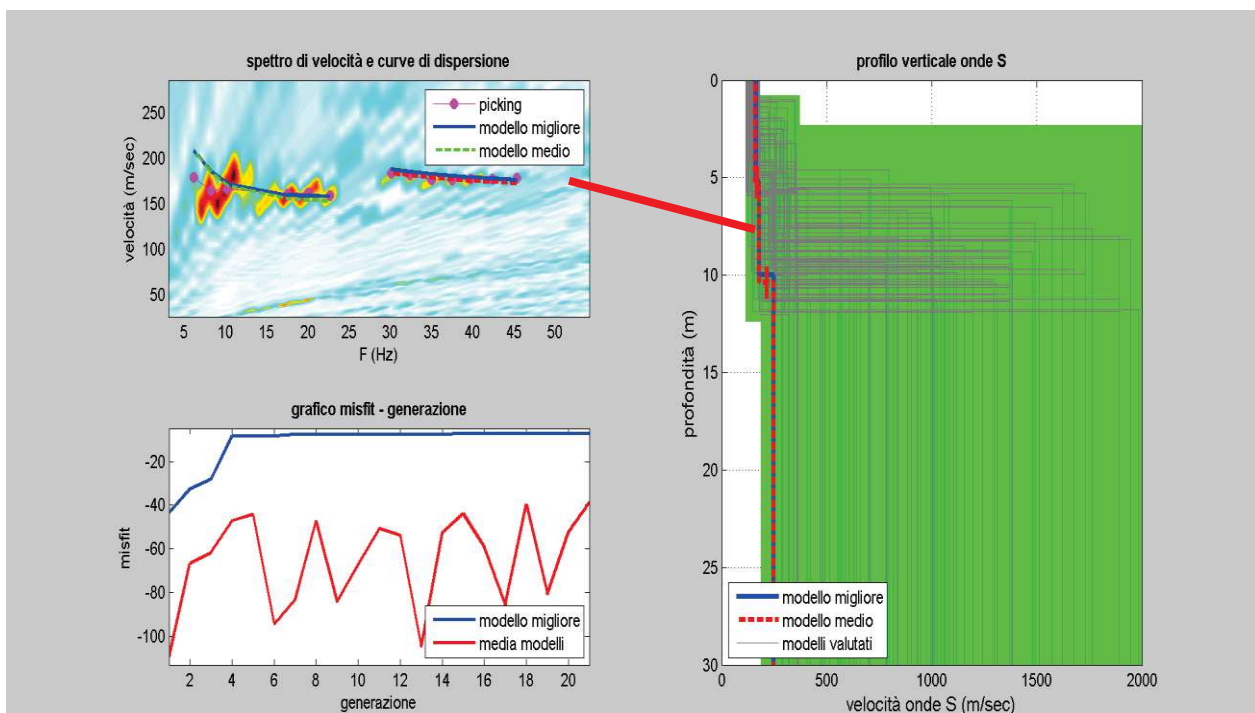 spettro di velocità e curve di dispersione
250
200
150
100
50
velocità (m/sec)
picking
modello migliore
modello medio
5 10 15 20 25 30 35 40 45 50
F (Hz)
grafico misfit - generazione
-20
-40
-60
-80
-100
misfit
modello migliore
media modelli
2 4 6 8 10 12 14 16 18 20
generazione
profilo verticale onde S
0
5
10
15
20
25
30
profondità (m)
modello migliore
modello medio
modelli valutati
0 500 1000 1500 2000
velocità onde S (m/sec)